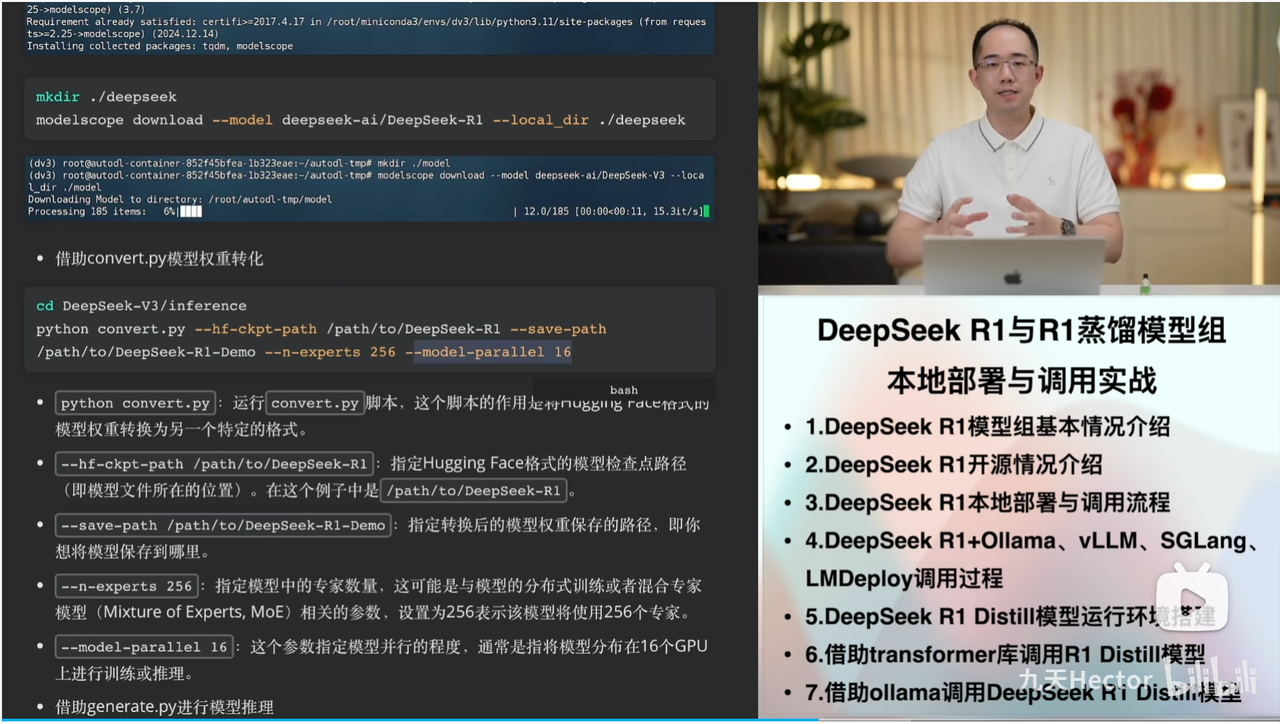 25->modelscope) (3.7)
Requirement already satisfied: certifi>=2017.4.17 in /root/miniconda3/envs/dv3/lib/python3.11/site-packages (from reques
ts>=2.25->modelscope) (2024.12.14)
Installing collected packages: tqdm, modelscope
mkdir ./deepseek
modelscope download --model deepseek-ai/DeepSeek-R1 --local_dir ./deepseek
(dv3) root@autodl-container-852f45bfea-1b323eae:~/autodl-tmp# mkdir ./model
(dv3) root@autodl-container-852f45bfea-1b323eae:~/autodl-tmp# modelscope download --model deepseek-ai/DeepSeek-V3 --loca
l_dir ./model
Downloading Model to directory: /root/autodl-tmp/model
Processing 185 items: 6%| | 12.0/185 [00:00<00:11, 15.3it/s]
• 借助convert.py模型权重转化
cd DeepSeek-V3/inference
python convert.py --hf-ckpt-path /path/to/DeepSeek-R1 --save-path
/path/to/DeepSeek-R1-Demo --n-experts 256 --model-parallel 16
bash
• python convert.py：运行convert.py脚本，这个脚本的作用是将Hugging Face格式的
模型权重转换为另一个特定的格式。
• --hf-ckpt-path /path/to/DeepSeek-R1：指定Hugging Face格式的模型检查点路径
（即模型文件所在的位置）。在这个例子中是/path/to/DeepSeek-R1。
• --save-path /path/to/DeepSeek-R1-Demo：指定转换后的模型权重保存的路径，即你
想将模型保存到哪里。
• --n-experts 256：指定模型中的专家数量，这可能是与模型的分布式训练或者混合专家
模型（Mixture of Experts, MoE）相关的参数，设置为256表示该模型将使用256个专家。
• --model-parallel 16：这个参数指定模型并行的程度，通常是指将模型分布在16个GPU
上进行训练或推理。
• 借助generate.py进行模型推理
DeepSeek R1与R1蒸馏模型组
本地部署与调用实战
• 1.DeepSeek R1模型组基本情况介绍
• 2.DeepSeek R1开源情况介绍
• 3.DeepSeek R1本地部署与调用流程
• 4.DeepSeek R1+Ollama、vLLM、SGLang、
LMDeploy调用过程
• 5.DeepSeek R1 Distill模型运行环境搭建
• 6.借助transformer库调用R1 Distill模型
• 7.借助ollama调用DeepSeek R1 Distill模型
九天Hector bilibili